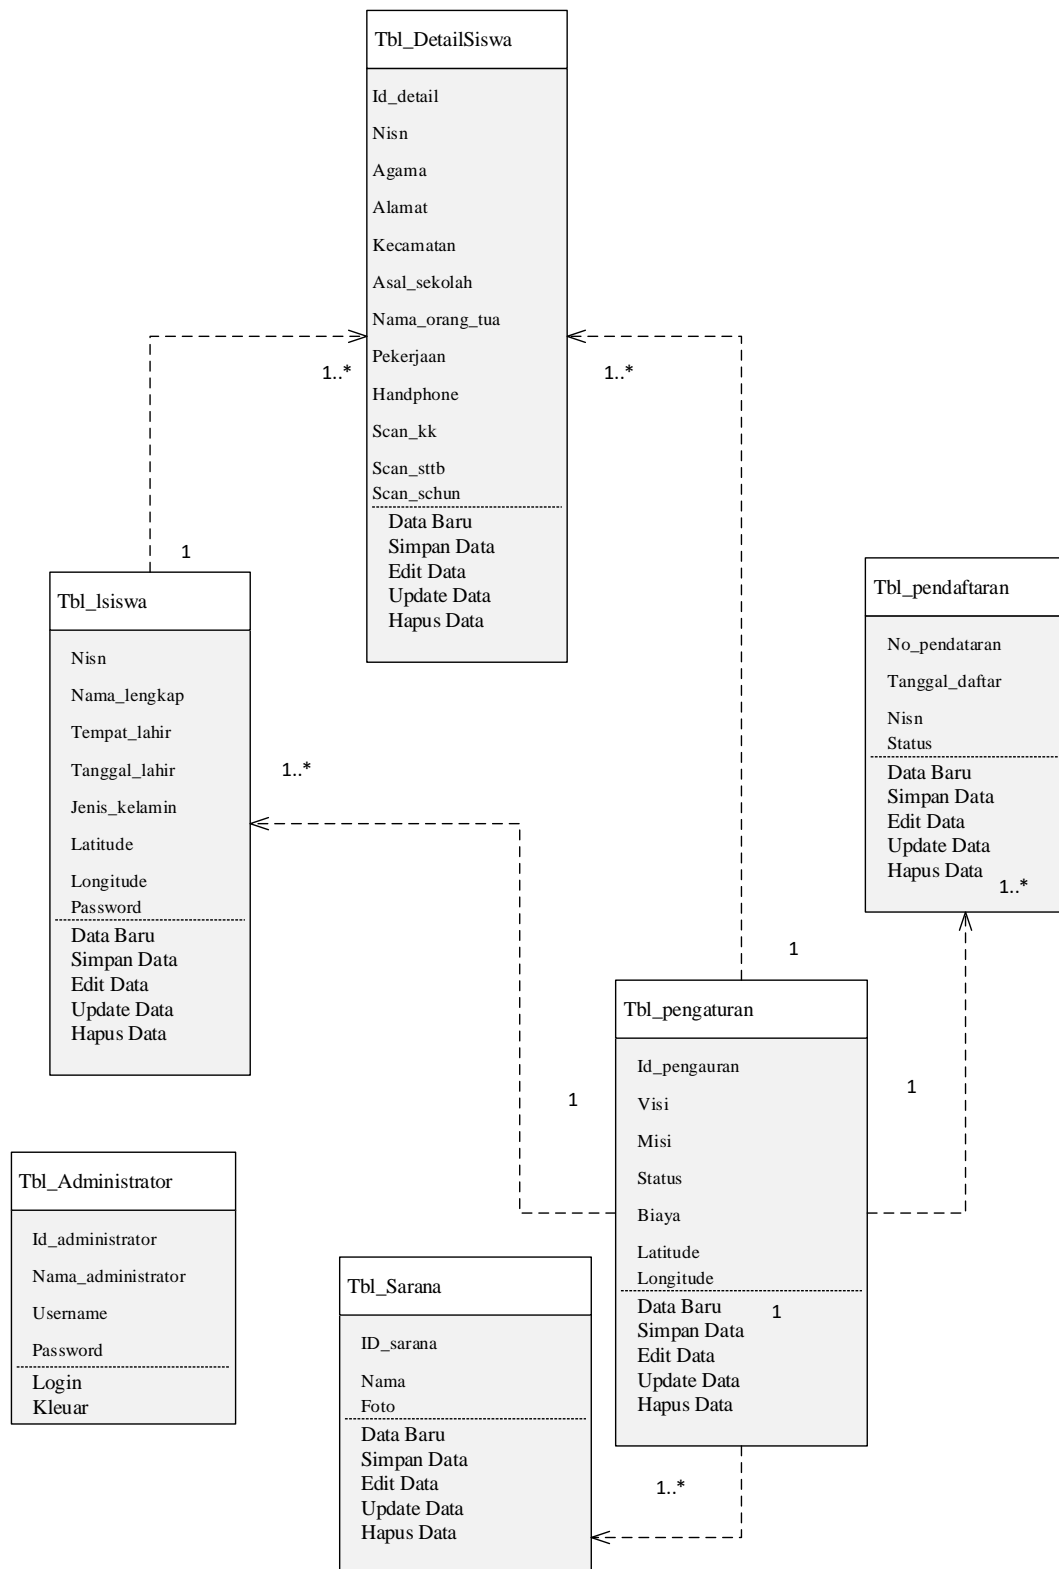 Tbl_DetailSiswa
Id_detail
Nisn
Agama
Alamat
Kecamatan
Asal_sekolah
Nama_orang_tua
Pekerjaan
Handphone
Scan_kk
Scan_sttb
Scan_schun
Data Baru
Simpan Data
Edit Data
Update Data
Hapus Data
1..*
1..*
1
Tbl_lsiswa
Nisn
Nama_lengkap
Tempat_lahir
Tanggal_lahir
Jenis_kelamin
Latitude
Longitude
Password
Data Baru
Simpan Data
Edit Data
Update Data
Hapus Data
1..*
Tbl_pendaftaran
No_pendataran
Tanggal_daftar
Nisn
Status
Data Baru
Simpan Data
Edit Data
Update Data
Hapus Data
1..*
1
Tbl_pengaturan
Id_pengauran
Visi
Misi
Status
Biaya
Latitude
Longitude
Data Baru
Simpan Data
Edit Data
Update Data
Hapus Data
1
1
1
1..*
Tbl_Administrator
Id_administrator
Nama_administrator
Username
Password
Login
Kleuar
Tbl_Sarana
ID_sarana
Nama
Foto
Data Baru
Simpan Data
Edit Data
Update Data
Hapus Data